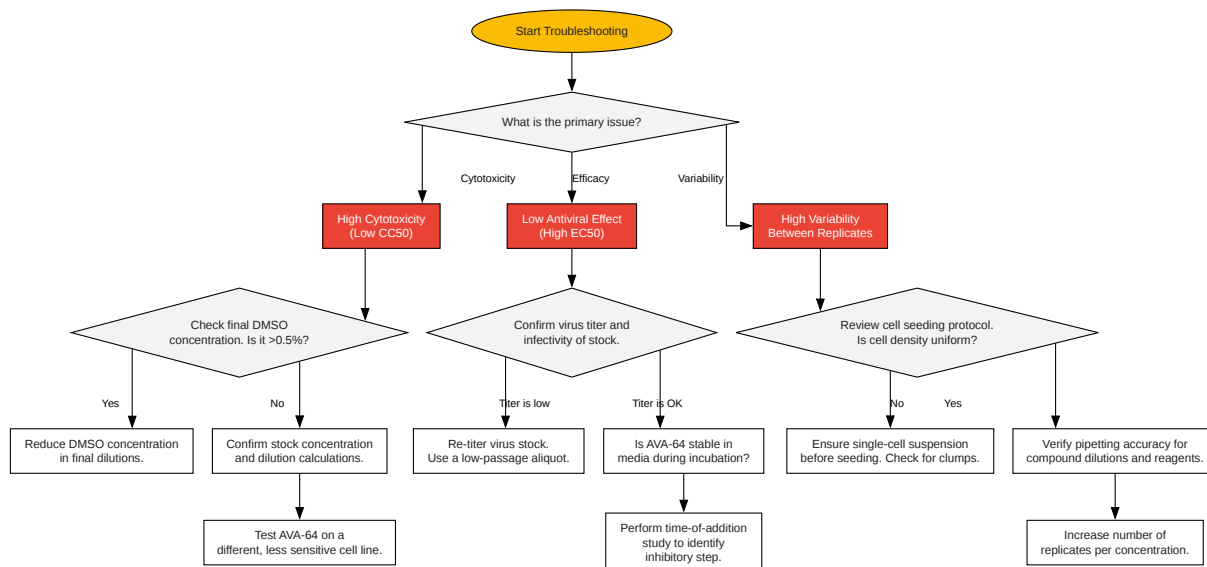 Start Troubleshooting
What is the primary issue?
Cytotoxicity
Efficacy
Variability
High Cytotoxicity
(Low CC50)
Low Antiviral Effect
(High EC50)
High Variability
Between Replicates
Check final DMSO
concentration. Is it >0.5%?
Confirm virus titer and
infectivity of stock.
Review cell seeding protocol.
Is cell density uniform?
Yes
No
Titer is low
Titer is OK
No
Yes
Reduce DMSO concentration
in final dilutions.
Confirm stock concentration
and dilution calculations.
Re-titer virus stock.
Use a low-passage aliquot.
Is AVA-64 stable in
media during incubation?
Ensure single-cell suspension
before seeding. Check for clumps.
Verify pipetting accuracy for
compound dilutions and reagents.
Test AVA-64 on a
different, less sensitive cell line.
Perform time-of-addition
study to identify
inhibitory step.
Increase number of
replicates per concentration.